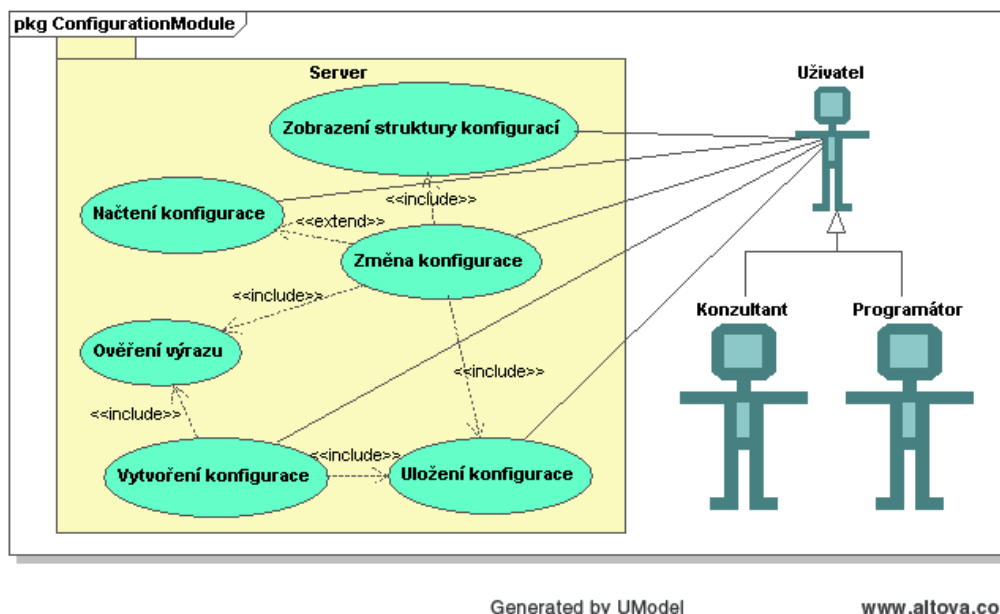 pkg ConfigurationModule
Server
Uživatel
Zobrazení struktury konfigurací
<<include>>
Načtení konfigurace
<<extend>>
Změna konfigurace
<<include>>
Konzultant
Programátor
Ověření výrazu
<<include>>
<<include>>
<<include>>
Vytvoření konfigurace
Uložení konfigurace
Generated by UModel
www.altova.co